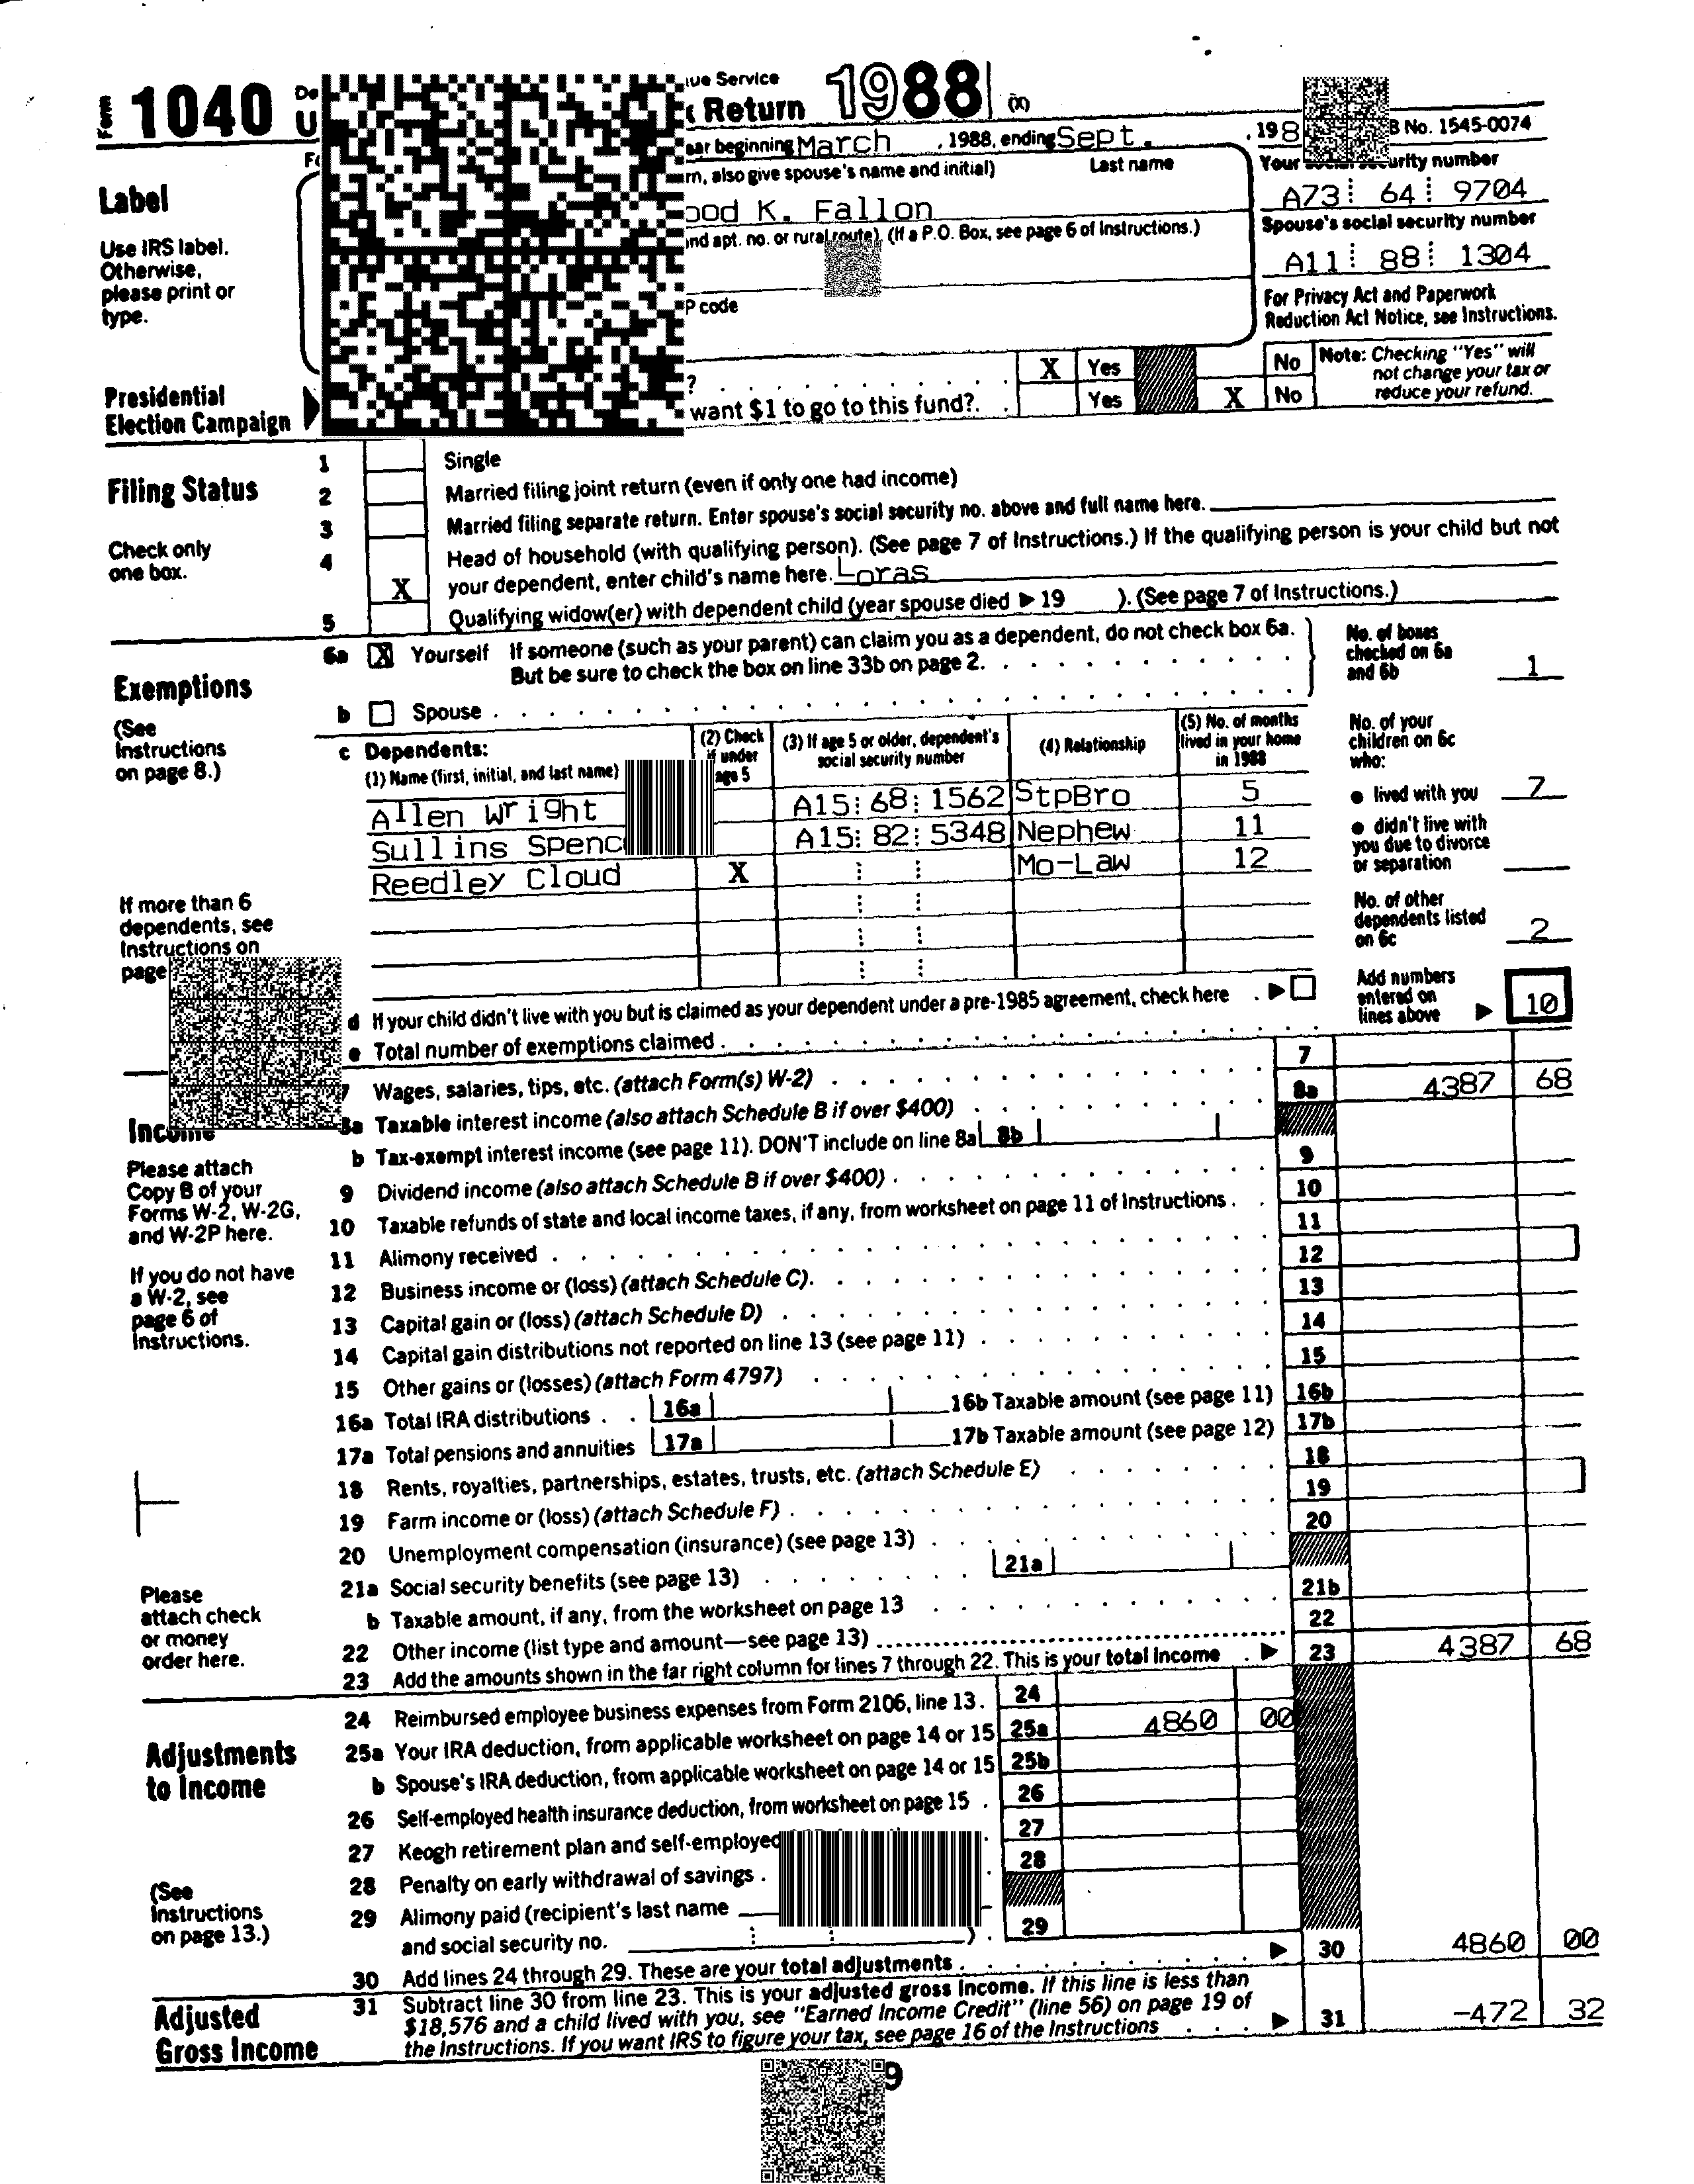 Form 1040
ue Service
Return 1988 (X)
ar beginning March , 1988, ending Sept. , 198 B No. 1545-0074
rn, also give spouse's name and initial) Last name Your social security number
ood K. Fallon A73 64 9704
nd apt. no. or rural route). (If a P.O. Box, see page 6 of Instructions.) Spouse's social security number
A11 88 1304
P code
For Privacy Act and Paperwork
Reduction Act Notice, see Instructions.
Label
Use IRS label.
Otherwise,
please print or
type.
Presidential
Election Campaign
? X Yes No
want $1 to go to this fund?. Yes X No
Note: Checking "Yes" will
not change your tax or
reduce your refund.
Filing Status
Check only
one box.
1 Single
2 Married filing joint return (even if only one had income)
3 Married filing separate return. Enter spouse's social security no. above and full name here.
4 Head of household (with qualifying person). (See page 7 of Instructions.) If the qualifying person is your child but not
X your dependent, enter child's name here. Loras
5 Qualifying widow(er) with dependent child (year spouse died ▶ 19 ). (See page 7 of Instructions.)
Exemptions
(See
Instructions
on page 8.)
6a X Yourself If someone (such as your parent) can claim you as a dependent, do not check box 6a.
But be sure to check the box on line 33b on page 2.
b Spouse
No. of boxes
checked on 6a
and 6b 1
c Dependents:
(1) Name (first, initial, and last name)
(2) Check
if under
age 5
(3) If age 5 or older, dependent's
social security number
(4) Relationship
(5) No. of months
lived in your home
in 1988
Allen Wright A15 68 1562 StpBro 5
Sullins Spenc A15 82 5348 Nephew 11
Reedley Cloud X Mo-Law 12
No. of your
children on 6c
who:
● lived with you 7
● didn't live with
you due to divorce
or separation
No. of other
dependents listed
on 6c 2
Add numbers
entered on
lines above ▶ 10
If more than 6
dependents, see
Instructions on
page
d If your child didn't live with you but is claimed as your dependent under a pre-1985 agreement, check here ▶
e Total number of exemptions claimed
Income
Please attach
Copy B of your
Forms W-2, W-2G,
and W-2P here.
If you do not have
a W-2, see
page 6 of
Instructions.
7 Wages, salaries, tips, etc. (attach Form(s) W-2) 7
8a Taxable interest income (also attach Schedule B if over $400) 8a 4387 68
b Tax-exempt interest income (see page 11). DON'T include on line 8a 8b
9 Dividend income (also attach Schedule B if over $400) 9
10 Taxable refunds of state and local income taxes, if any, from worksheet on page 11 of Instructions 10
11 Alimony received 11
12 Business income or (loss) (attach Schedule C). 12
13 Capital gain or (loss) (attach Schedule D) 13
14 Capital gain distributions not reported on line 13 (see page 11) 14
15 Other gains or (losses) (attach Form 4797) 15
16a Total IRA distributions 16a 16b Taxable amount (see page 11) 16b
17a Total pensions and annuities 17a 17b Taxable amount (see page 12) 17b
18 Rents, royalties, partnerships, estates, trusts, etc. (attach Schedule E) 18
19 Farm income or (loss) (attach Schedule F) 19
20 Unemployment compensation (insurance) (see page 13) 20
21a Social security benefits (see page 13) 21a
b Taxable amount, if any, from the worksheet on page 13 21b
22 Other income (list type and amount—see page 13) 22
23 Add the amounts shown in the far right column for lines 7 through 22. This is your total income ▶ 23 4387 68
Please
attach check
or money
order here.
Adjustments
to Income
(See
Instructions
on page 13.)
24 Reimbursed employee business expenses from Form 2106, line 13. 24
25a Your IRA deduction, from applicable worksheet on page 14 or 15 25a 4860 00
b Spouse's IRA deduction, from applicable worksheet on page 14 or 15 25b
26 Self-employed health insurance deduction, from worksheet on page 15 26
27 Keogh retirement plan and self-employed 27
28 Penalty on early withdrawal of savings 28
29 Alimony paid (recipient's last name
and social security no. ) 29
30 Add lines 24 through 29. These are your total adjustments ▶ 30 4860 00
Adjusted
Gross Income
31 Subtract line 30 from line 23. This is your adjusted gross income. If this line is less than
$18,576 and a child lived with you, see "Earned Income Credit" (line 56) on page 19 of
the Instructions. If you want IRS to figure your tax, see page 16 of the Instructions ▶ 31 -472 32
9